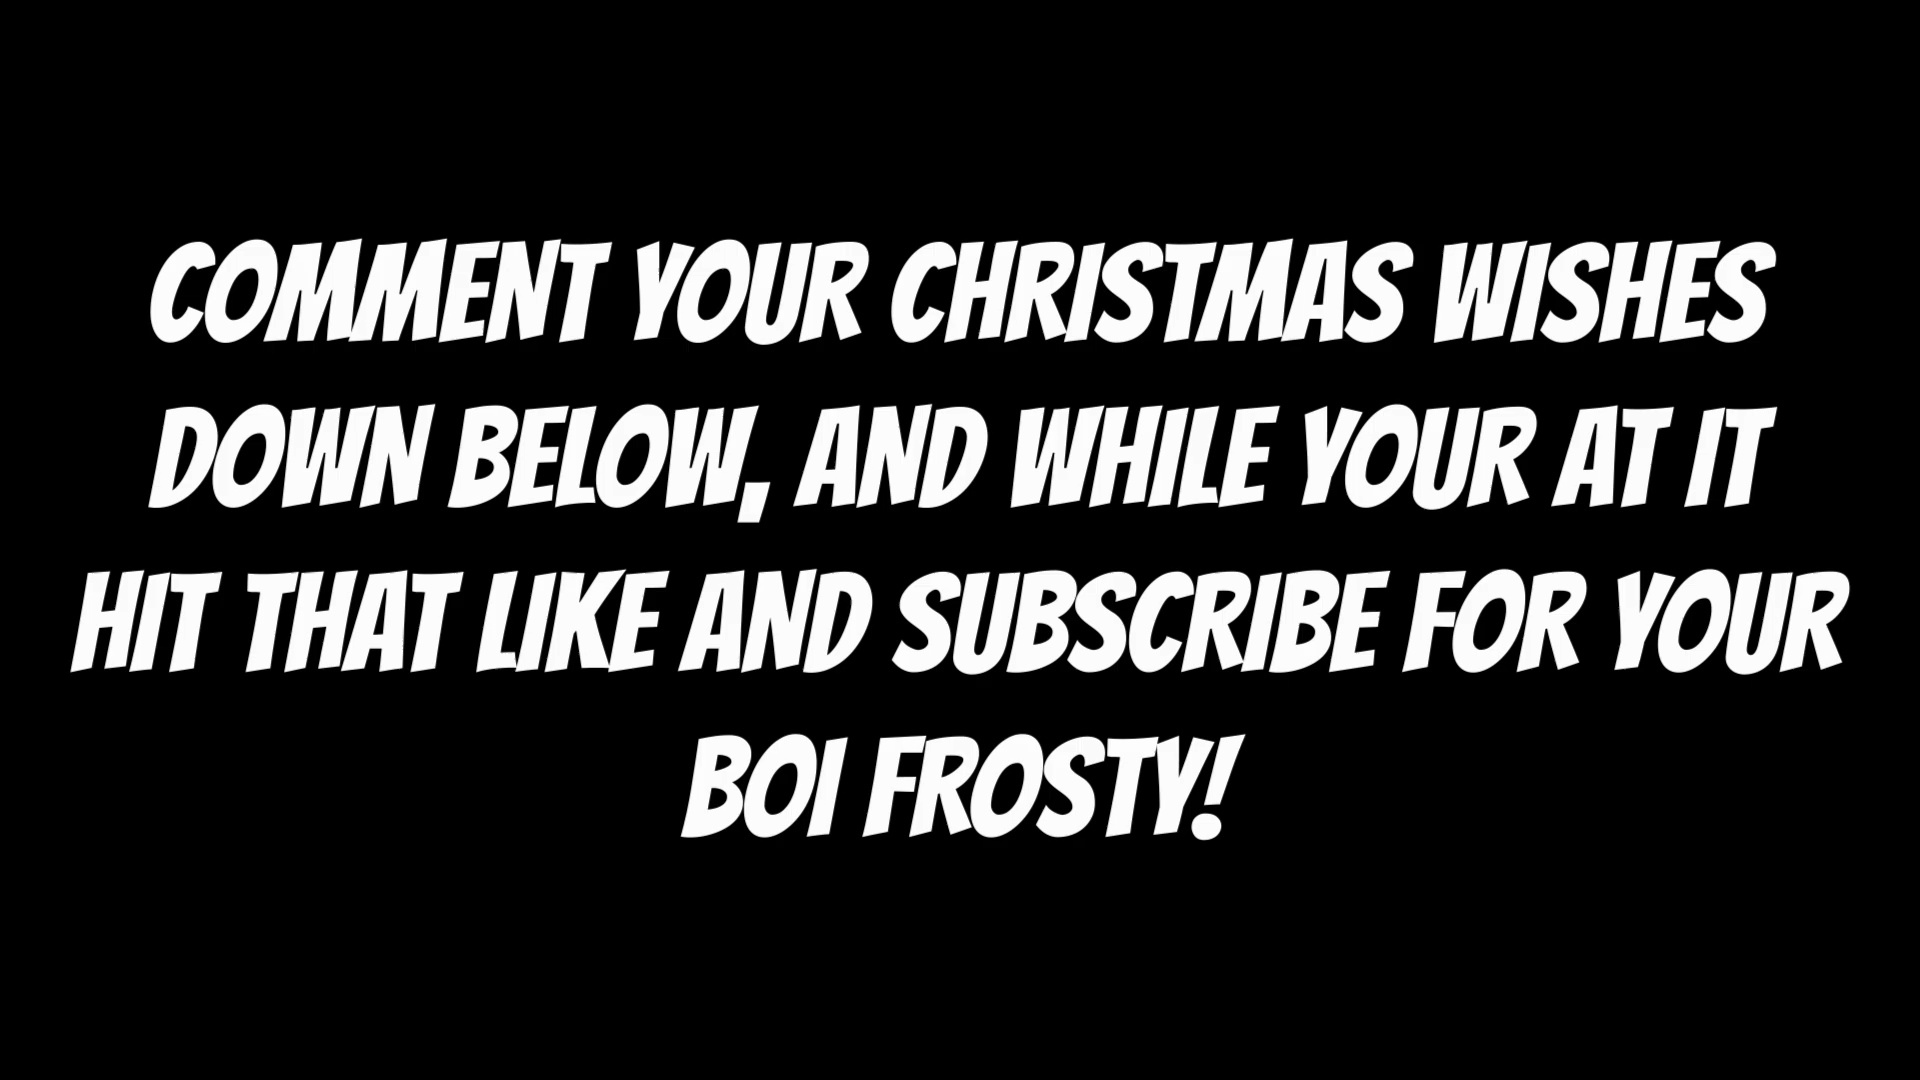 COMMENT YOUR CHRISTMAS WISHES
DOWN BELOW, AND WHILE YOUR AT IT
HIT THAT LIKE AND SUBSCRIBE FOR YOUR
BOI FROSTY!